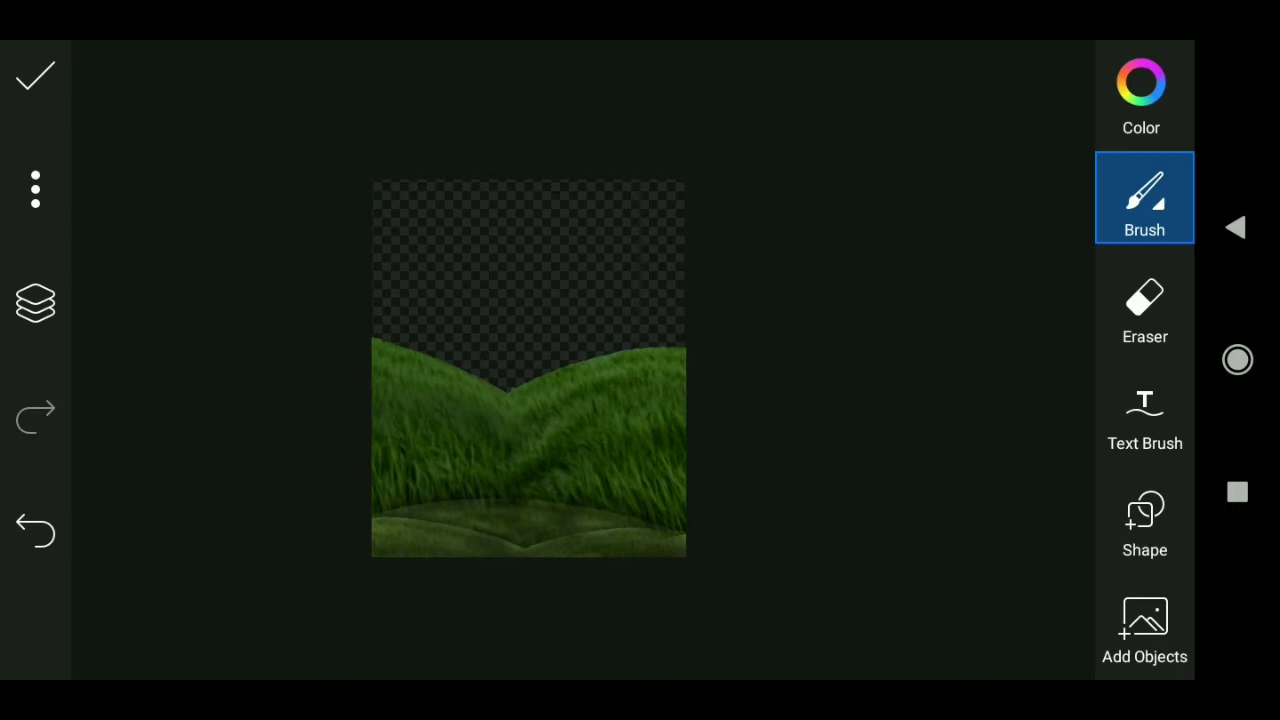 Color
Brush
Eraser
Text Brush
Shape
Add Objects